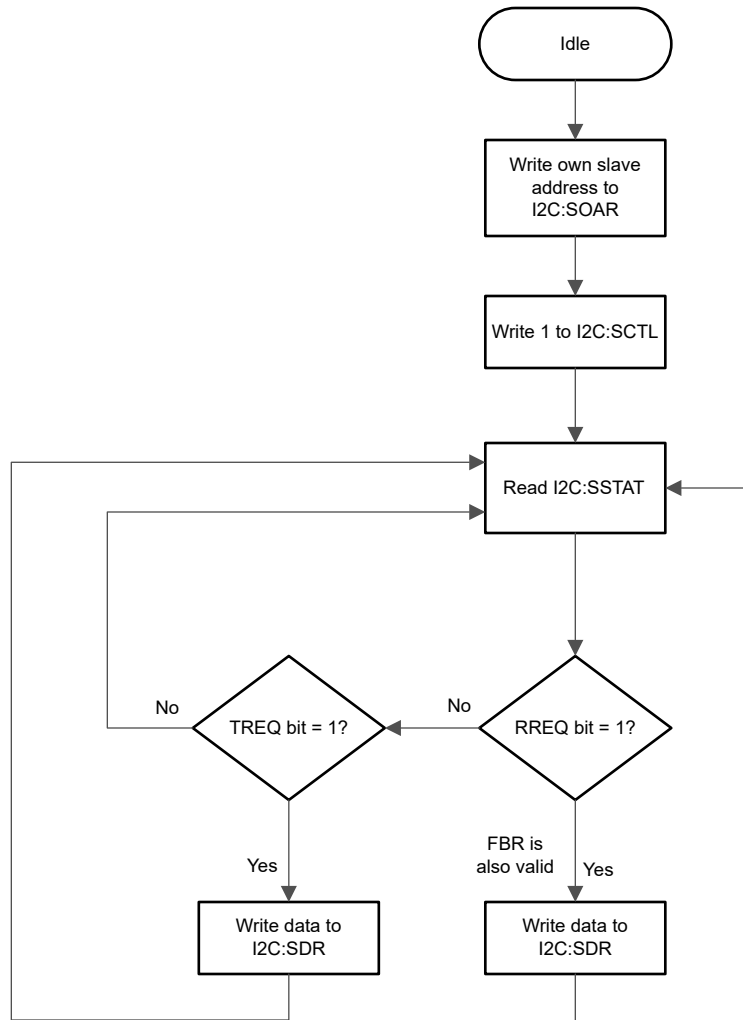 Idle
Write own slave
address to
I2C:SOAR
Write 1 to I2C:SCTL
Read I2C:SSTAT
No
TREQ bit = 1?
No
RREQ bit = 1?
Yes
FBR is
also valid
Yes
Write data to
I2C:SDR
Write data to
I2C:SDR